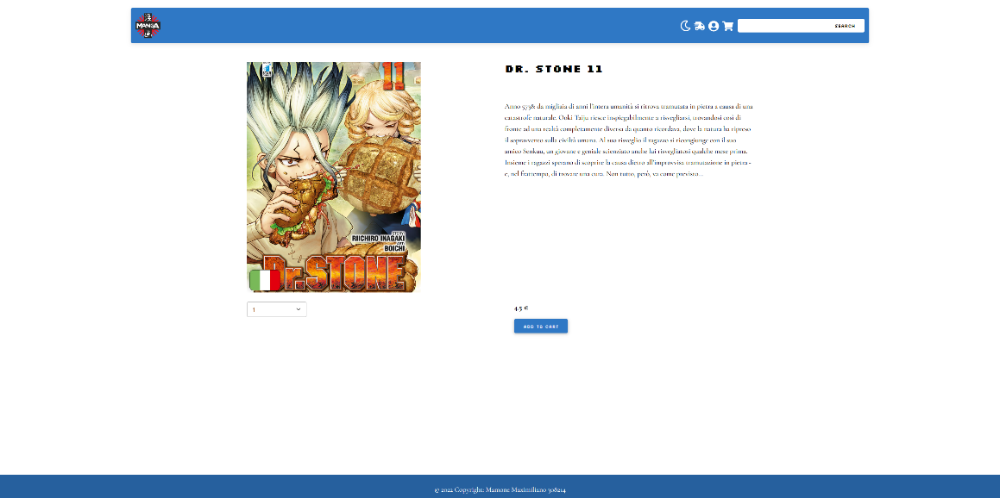 MANGA
SEARCH
11
DR. STONE 11
Anno 5738: da migliaia di anni l'intera umanità si ritrova tramutata in pietra a causa di una
catastrofe naturale. Ooki Taiju riesce inspiegabilmente a risvegliarsi, trovandosi così di
fronte ad una realtà completamente diversa da quanto ricordava, dove la natura ha ripreso
il sopravvento sulla civiltà umana. Al suo risveglio il ragazzo si ricongiunge con il suo
amico Senkuu, un giovane e geniale scienziato anche lui risvegliatosi qualche mese prima.
Insieme i ragazzi sperano di scoprire la causa dietro all'improvvisa tramutazione in pietra -
e, nel frattempo, di trovare una cura. Non tutto, però, va come previsto...
STORY
RIICHIRO INAGAKI
ART
BOICHI
Dr.STONE
1
4.5 €
ADD TO CART
© 2022 Copyright: Mamone Maximiliano 308214